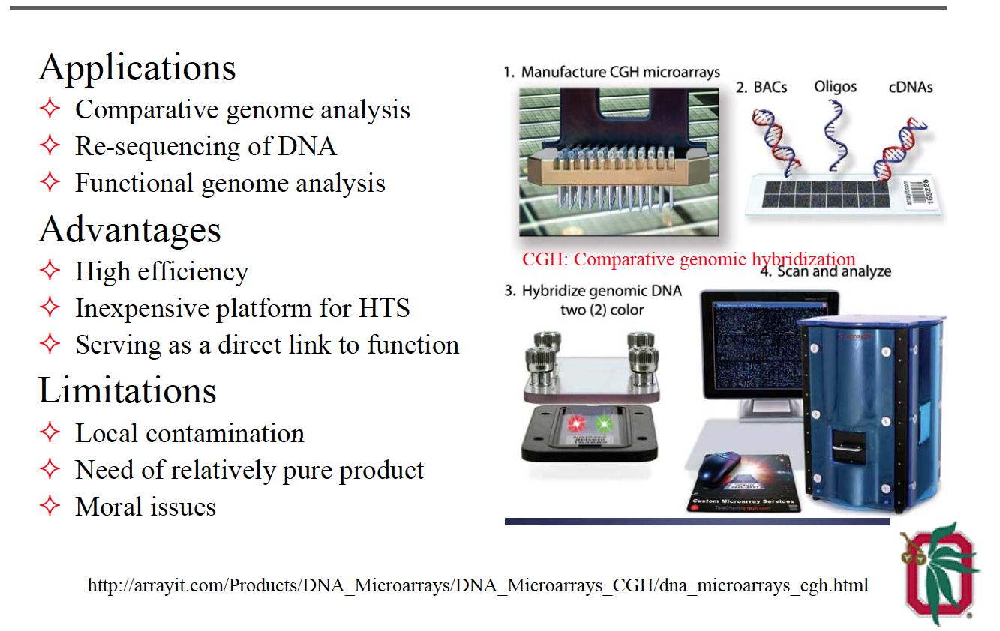 Applications
Comparative genome analysis
Re-sequencing of DNA
Functional genome analysis
Advantages
High efficiency
Inexpensive platform for HTS
Serving as a direct link to function
Limitations
Local contamination
Need of relatively pure product
Moral issues
1. Manufacture CGH microarrays
2. BACs Oligos cDNAs
arrayit.com
169226
CGH: Comparative genomic hybridization
3. Hybridize genomic DNA
two (2) color
4. Scan and analyze
arrayit
Custom Microarray Services
http://arrayit.com/Products/DNA_Microarrays/DNA_Microarrays_CGH/dna_microarrays_cgh.html